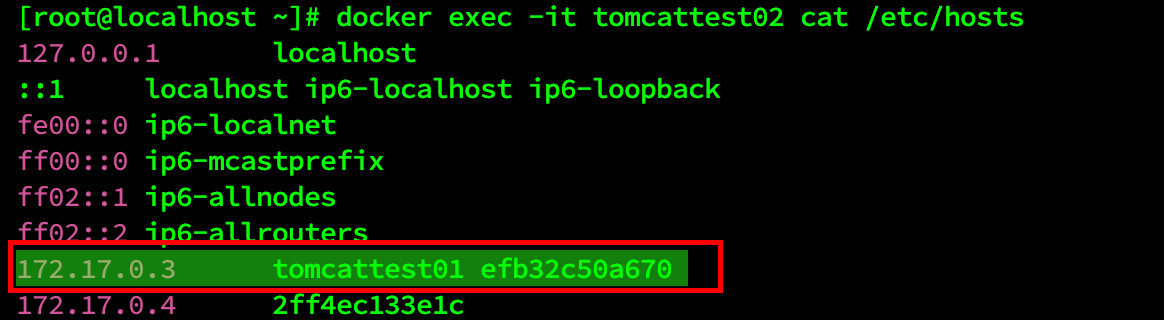 [root@localhost ~]# docker exec -it tomcattest02 cat /etc/hosts
127.0.0.1 localhost
::1 localhost ip6-localhost ip6-loopback
fe00::0 ip6-localnet
ff00::0 ip6-mcastprefix
ff02::1 ip6-allnodes
ff02::2 ip6-allrouters
172.17.0.3 tomcattest01 efb32c50a670
172.17.0.4 2ff4ec133e1c